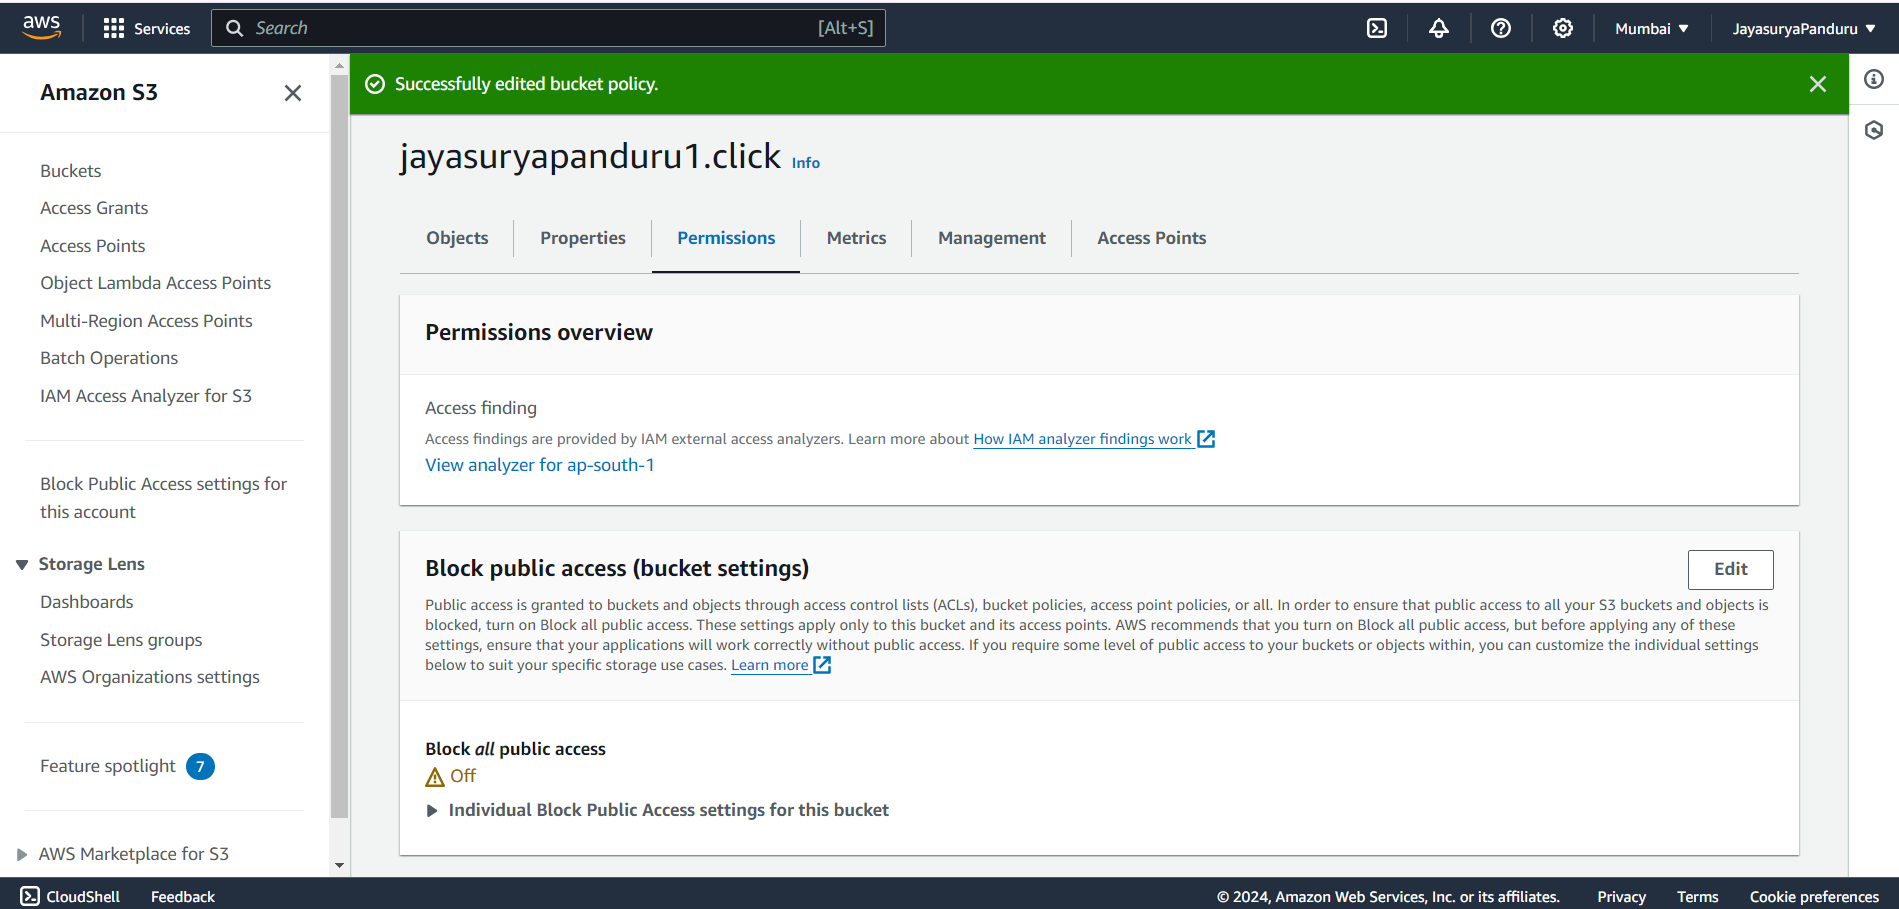 aws
Services
Search
[Alt+S]
Mumbai
JayasuryaPanduru
Amazon S3
Buckets
Access Grants
Access Points
Object Lambda Access Points
Multi-Region Access Points
Batch Operations
IAM Access Analyzer for S3
Block Public Access settings for
this account
Storage Lens
Dashboards
Storage Lens groups
AWS Organizations settings
Feature spotlight 7
AWS Marketplace for S3
Successfully edited bucket policy.
jayasuryapanduru1.click Info
Objects
Properties
Permissions
Metrics
Management
Access Points
Permissions overview
Access finding
Access findings are provided by IAM external access analyzers. Learn more about How IAM analyzer findings work
View analyzer for ap-south-1
Block public access (bucket settings)
Edit
Public access is granted to buckets and objects through access control lists (ACLs), bucket policies, access point policies, or all. In order to ensure that public access to all your S3 buckets and objects is
blocked, turn on Block all public access. These settings apply only to this bucket and its access points. AWS recommends that you turn on Block all public access, but before applying any of these
settings, ensure that your applications will work correctly without public access. If you require some level of public access to your buckets or objects within, you can customize the individual settings
below to suit your specific storage use cases. Learn more
Block all public access
Off
Individual Block Public Access settings for this bucket
CloudShell
Feedback
© 2024, Amazon Web Services, Inc. or its affiliates.
Privacy
Terms
Cookie preferences